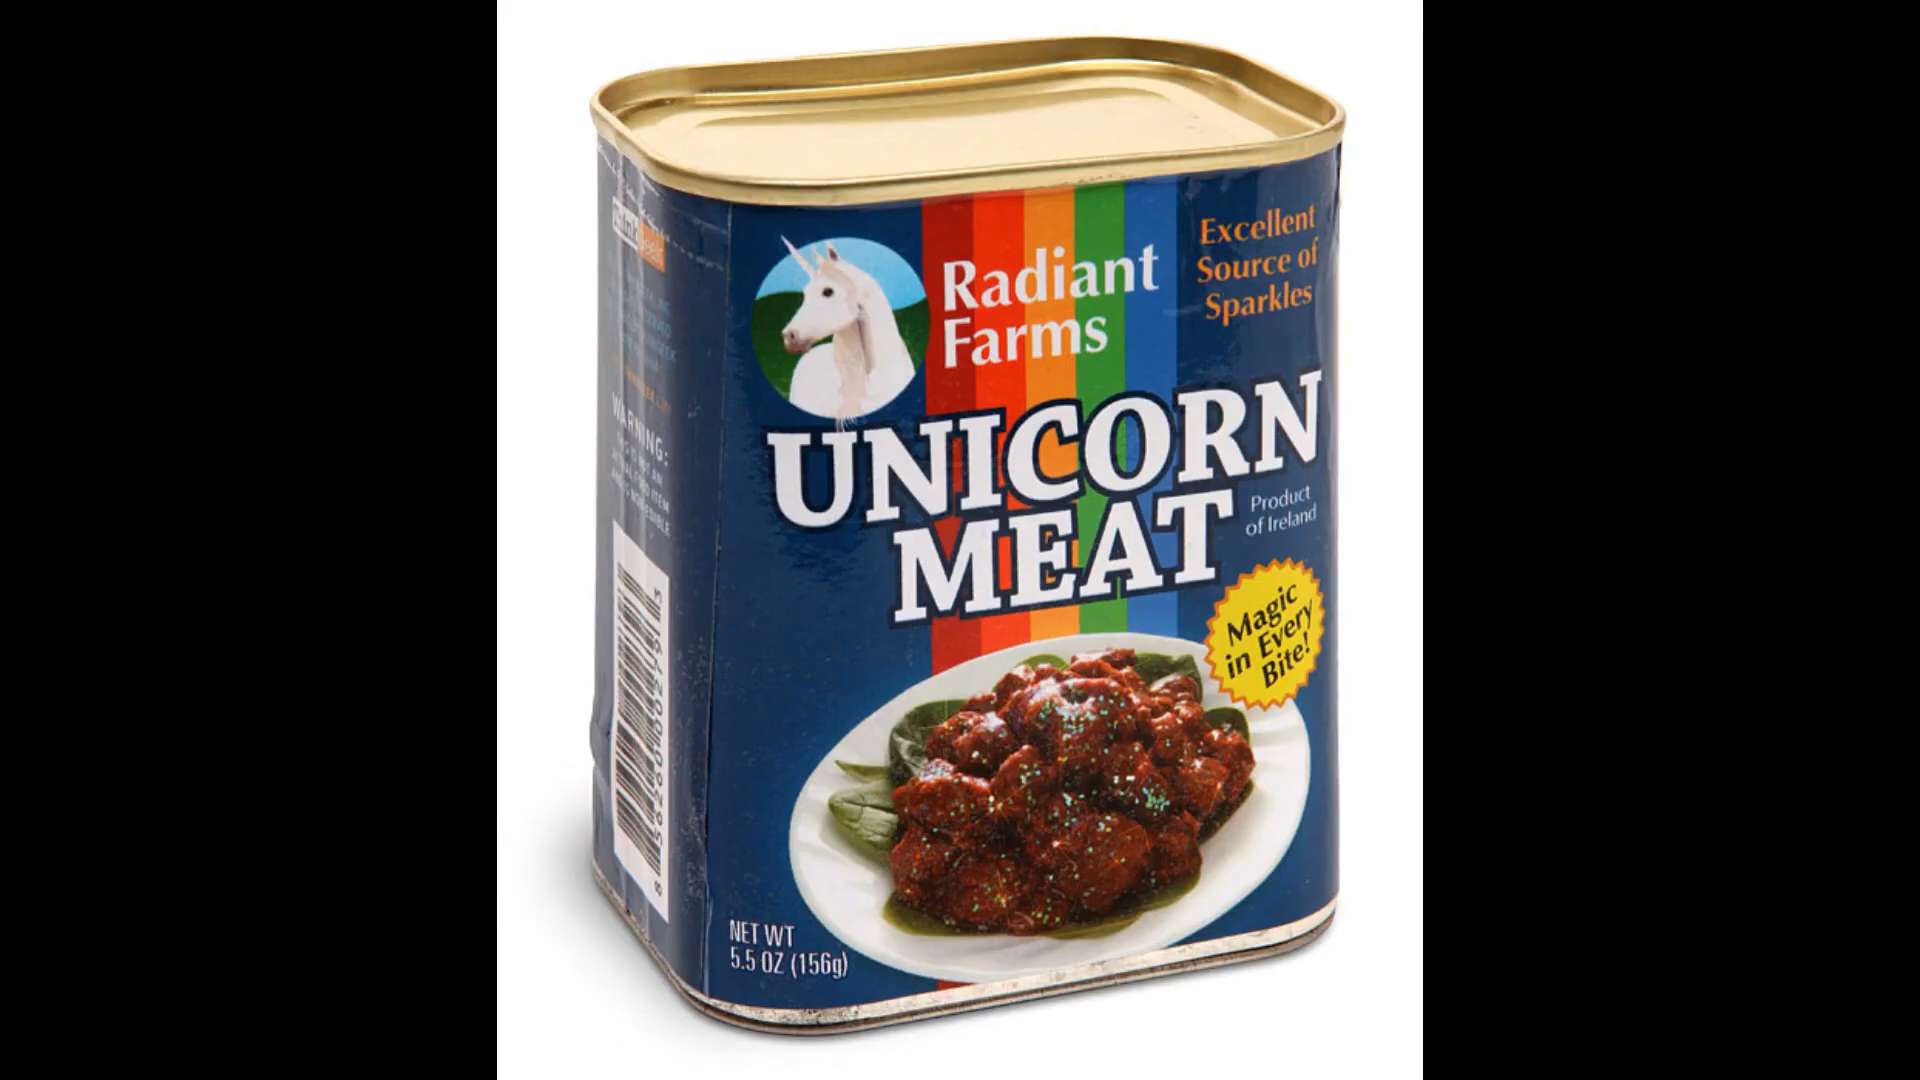 Radiant
Farms
Excellent
Source of
Sparkles
UNICORN
MEAT
Product
of Ireland
Magic
in Every
Bite!
NET WT
5.5 OZ (156g)
WARNING: